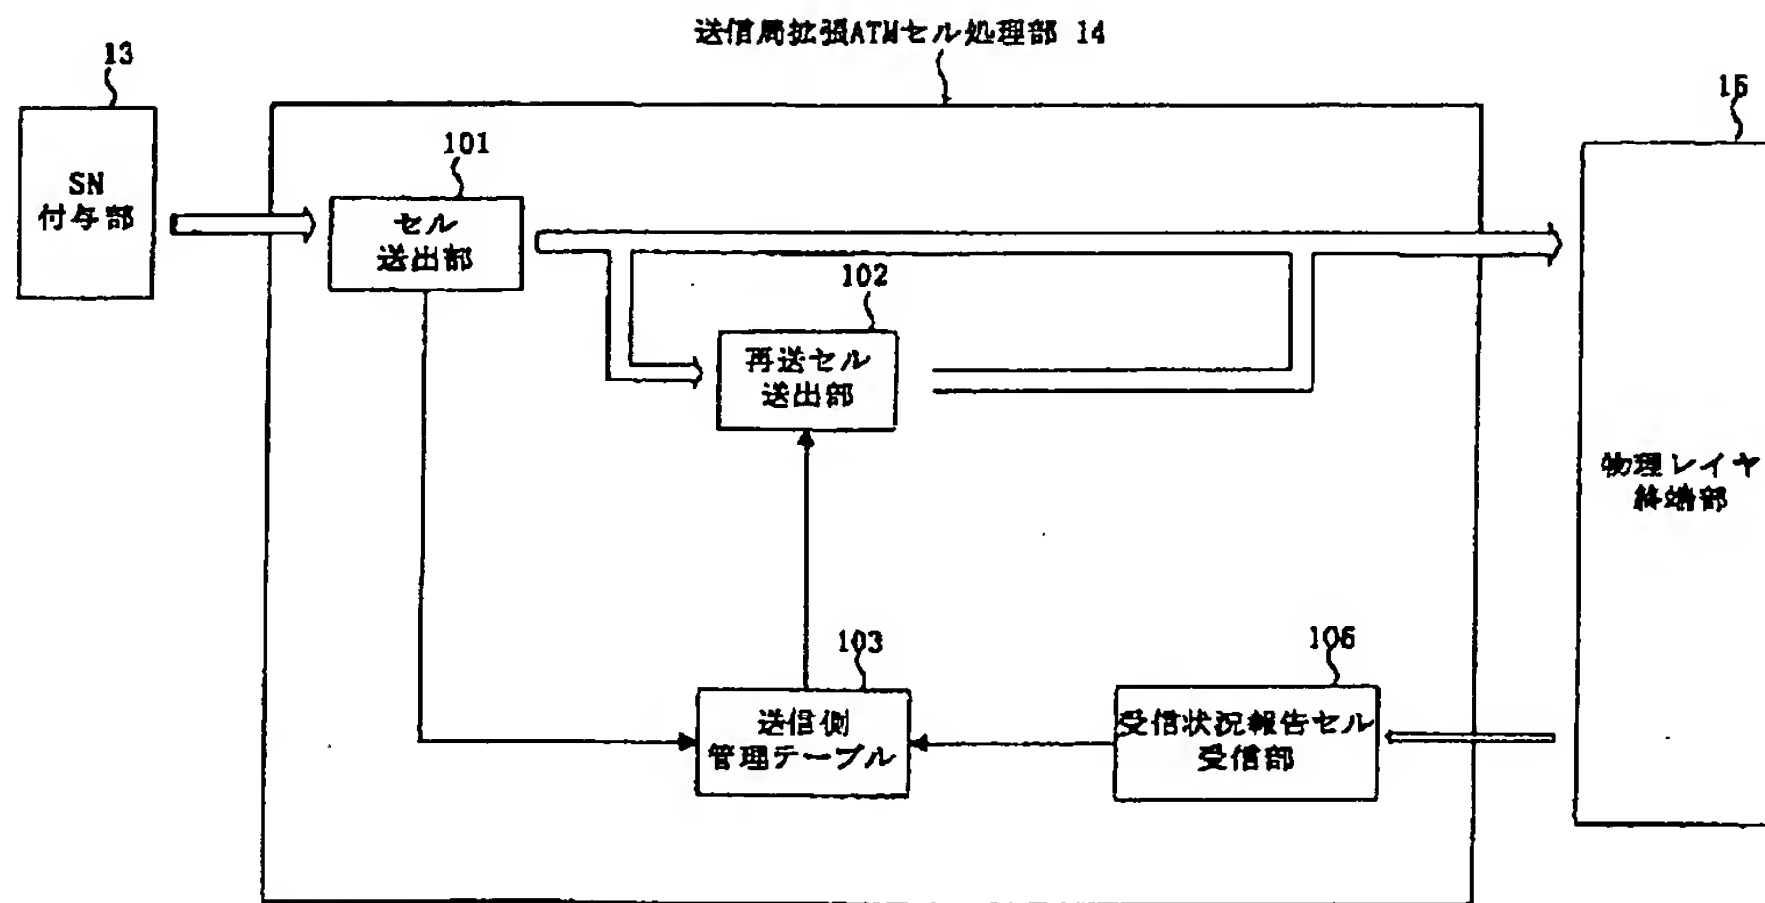 送信局拡張ATMセル処理部 14
13
15
SN
付与部
101
セル
送出部
102
再送セル
送出部
物理レイヤ
終端部
103
送信側
管理テーブル
106
受信状況報告セル
受信部